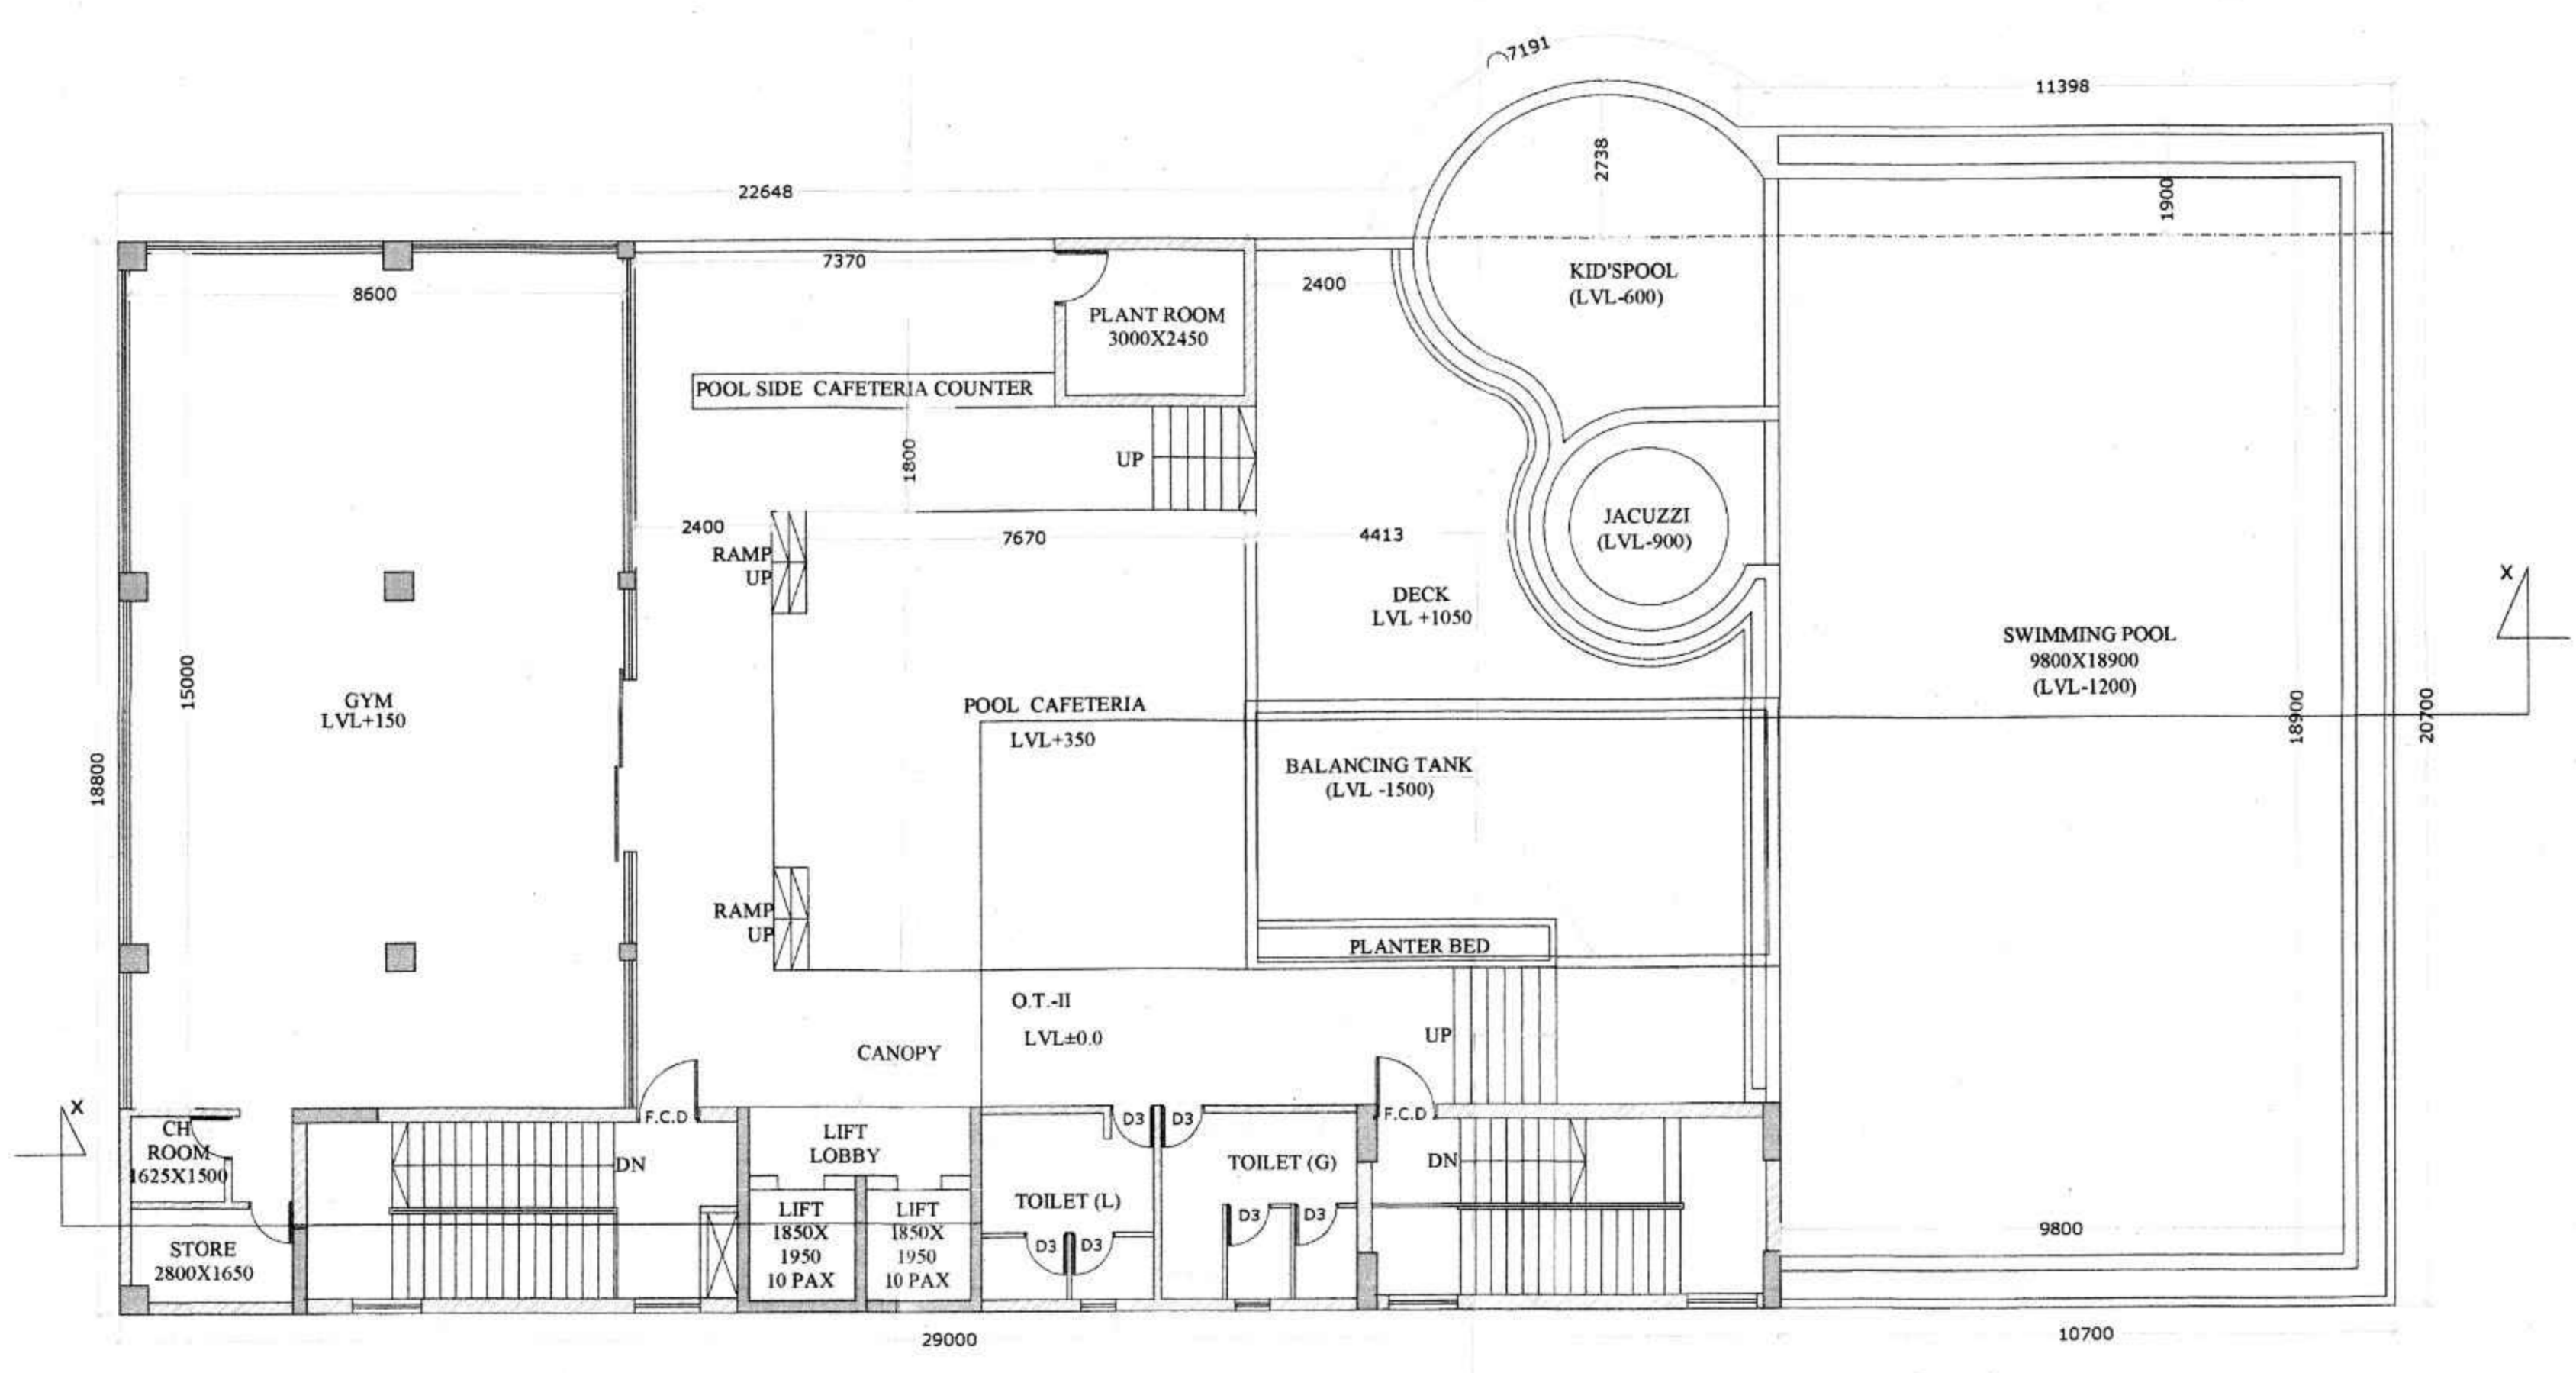 7191
11398
22648
2738
1900
7370
8600
2400
KID'SPOOL
(LVL-600)
PLANT ROOM
3000X2450
POOL SIDE CAFETERIA COUNTER
1800
UP
2400
7670
4413
RAMP
UP
JACUZZI
(LVL-900)
DECK
LVL +1050
X
SWIMMING POOL
9800X18900
(LVL-1200)
15000
GYM
LVL+150
POOL CAFETERIA
LVL+350
18900
20700
18800
BALANCING TANK
(LVL -1500)
RAMP
UP
PLANTER BED
O.T.-II
LVL±0.0
CANOPY
UP
X
F.C.D
D3
D3
F.C.D
CH
ROOM
1625X1500
DN
LIFT
LOBBY
TOILET (L)
TOILET (G)
DN
STORE
2800X1650
LIFT
1850X
1950
10 PAX
LIFT
1850X
1950
10 PAX
D3
D3
D3
D3
9800
29000
10700